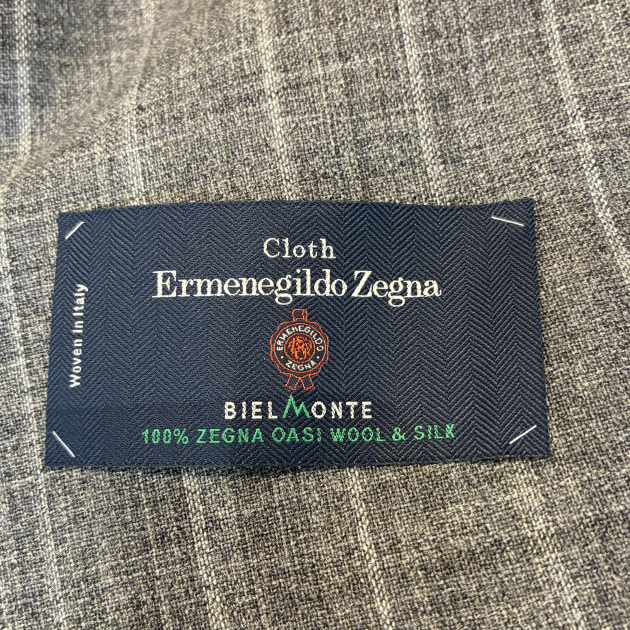 Cloth
Ermenegildo Zegna
ERMENEGILDO
ZEGNA
BIELMONTE
100% ZEGNA OASI WOOL & SILK
Woven in Italy